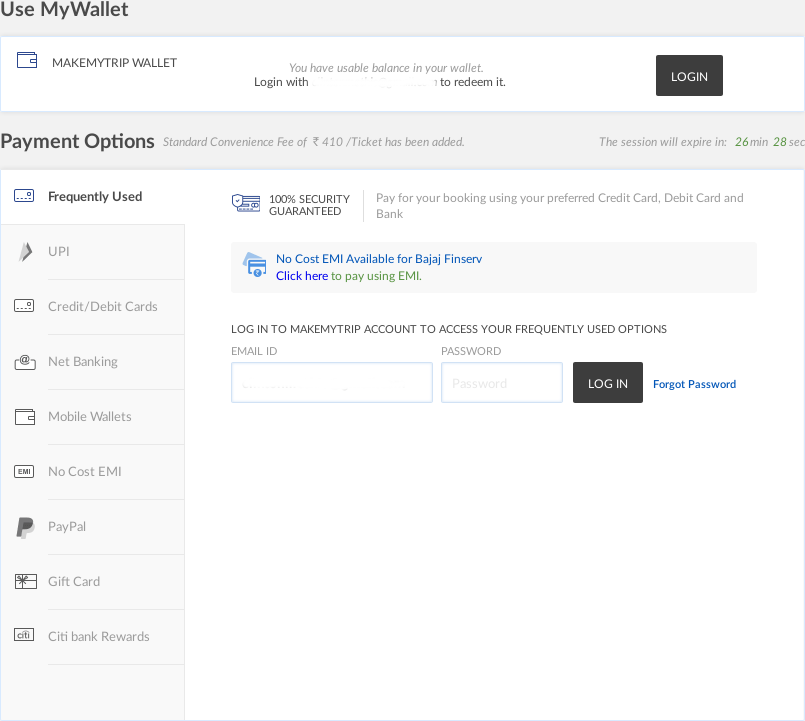 Use MyWallet
MAKEMYTRIP WALLET
You have usable balance in your wallet.
Login with
to redeem it.
LOGIN
Payment Options
Standard Convenience Fee of ₹ 410 /Ticket has been added.
The session will expire in: 26 min 28 sec
Frequently Used
UPI
Credit/Debit Cards
Net Banking
Mobile Wallets
EMI
No Cost EMI
PayPal
Gift Card
citi
Citi bank Rewards
100% SECURITY
GUARANTEED
Pay for your booking using your preferred Credit Card, Debit Card and
Bank
No Cost EMI Available for Bajaj Finserv
Click here to pay using EMI.
LOG IN TO MAKEMYTRIP ACCOUNT TO ACCESS YOUR FREQUENTLY USED OPTIONS
EMAIL ID
PASSWORD
Password
LOG IN
Forgot Password